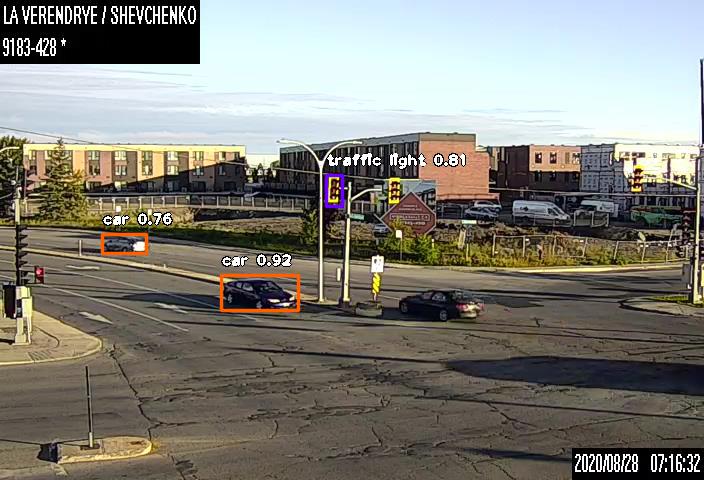 LA VERENDRYE / SHEVCHENKO
9183-428 *
traffic light 0.81
car 0.76
car 0.92
2020/08/28 07:16:32